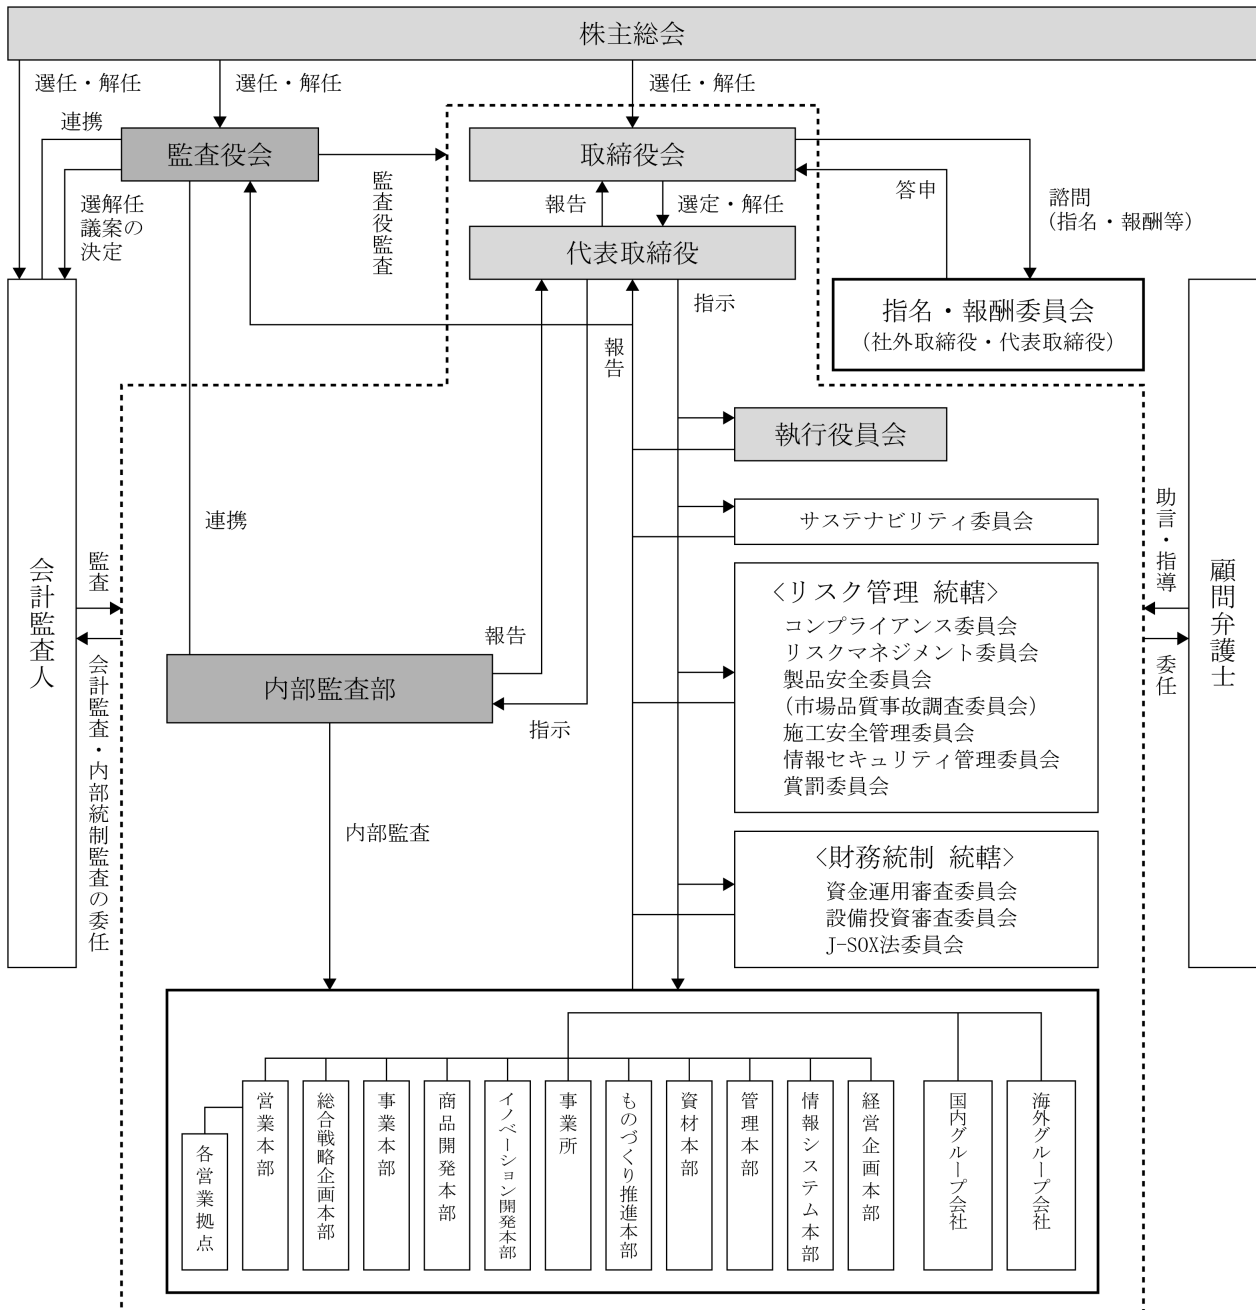 株主総会
選任・解任
選任・解任
選任・解任
連携
監査役会
取締役会
監査役監査
報告
選定・解任
答申
諮問
(指名・報酬等)
選解任
議案の
決定
代表取締役
指示
指名・報酬委員会
(社外取締役・代表取締役)
報告
執行役員会
サステナビリティ委員会
連携
会計監査人
監査
会計監査・内部統制監査の委任
助言・指導
委任
顧問弁護士
<リスク管理 統轄>
コンプライアンス委員会
リスクマネジメント委員会
製品安全委員会
(市場品質事故調査委員会)
施工安全管理委員会
情報セキュリティ管理委員会
賞罰委員会
報告
内部監査部
指示
内部監査
<財務統制 統轄>
資金運用審査委員会
設備投資審査委員会
J-SOX法委員会
各営業拠点
営業本部
総合戦略企画本部
事業本部
商品開発本部
イノベーション開発本部
事業所
ものづくり推進本部
資材本部
管理本部
情報システム本部
経営企画本部
国内グループ会社
海外グループ会社